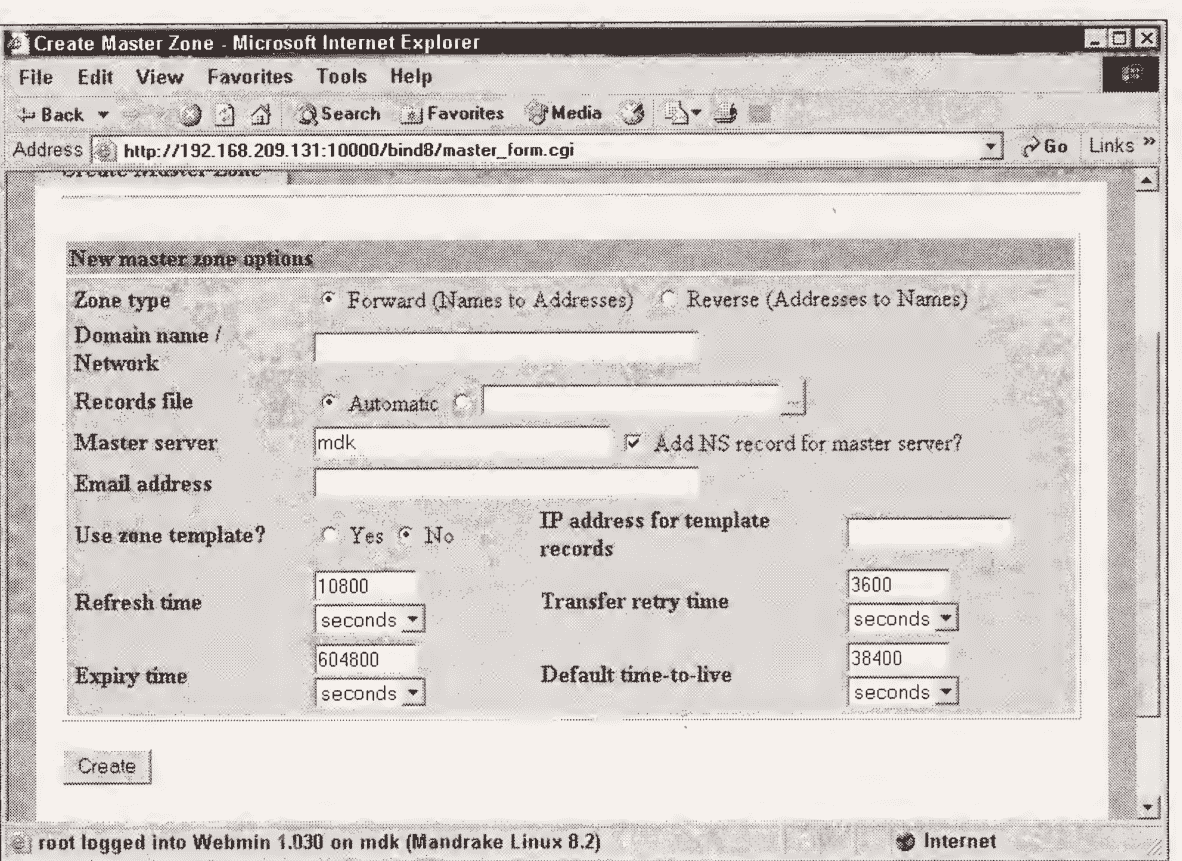 Create Master Zone - Microsoft Internet Explorer
File Edit View Favorites Tools Help
Back Search Favorites Media
Address http://192.168.209.131:10000/bind8/master_form.cgi Go Links »
Create Master Zone
New master zone options
Zone type Forward (Names to Addresses) Reverse (Addresses to Names)
Domain name /
Network
Records file Automatic ...
Master server mdk Add NS record for master server?
Email address
Use zone template? Yes No IP address for template
records
Refresh time 10800 seconds Transfer retry time 3600 seconds
Expiry time 604800 seconds Default time-to-live 38400 seconds
Create
root logged into Webmin 1.030 on mdk (Mandrake Linux 8.2) Internet